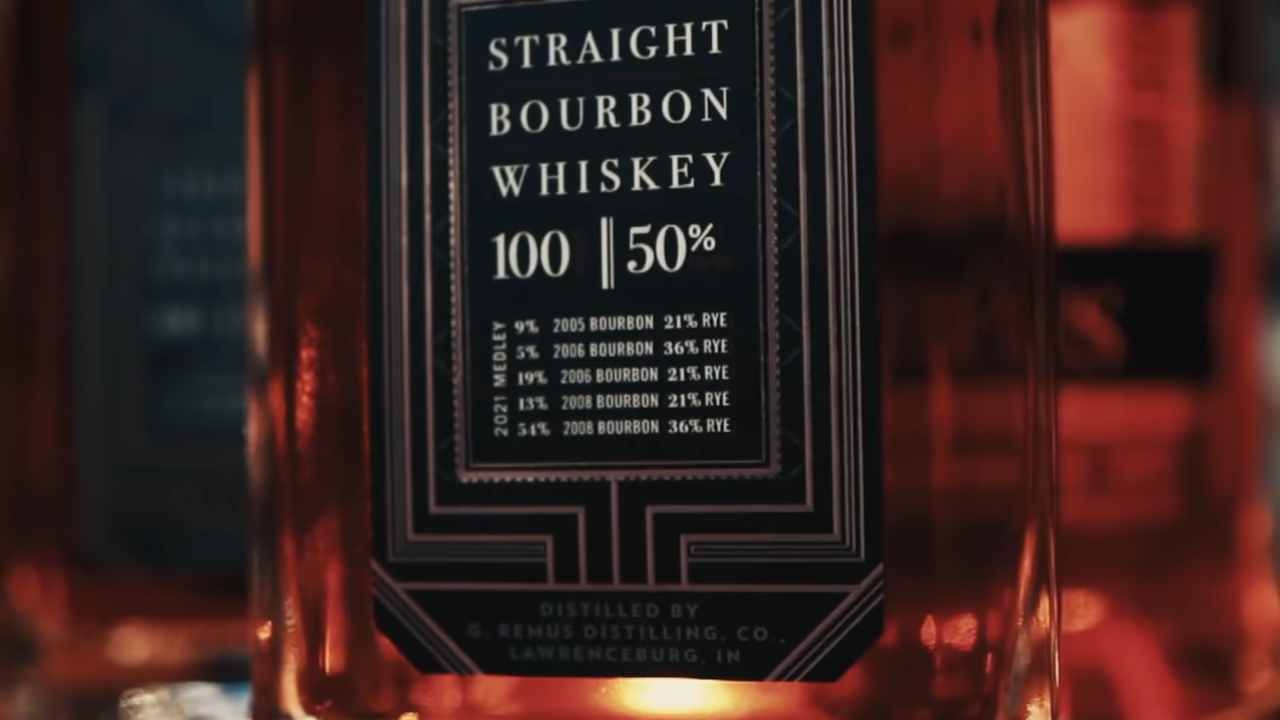 STRAIGHT
BOURBON
WHISKEY
100 50%
2021 MEDLEY
9% 2005 BOURBON 21% RYE
5% 2006 BOURBON 36% RYE
19% 2006 BOURBON 21% RYE
13% 2008 BOURBON 21% RYE
54% 2008 BOURBON 36% RYE
DISTILLED BY
G. REMUS DISTILLING, CO.,
LAWRENCEBURG, IN